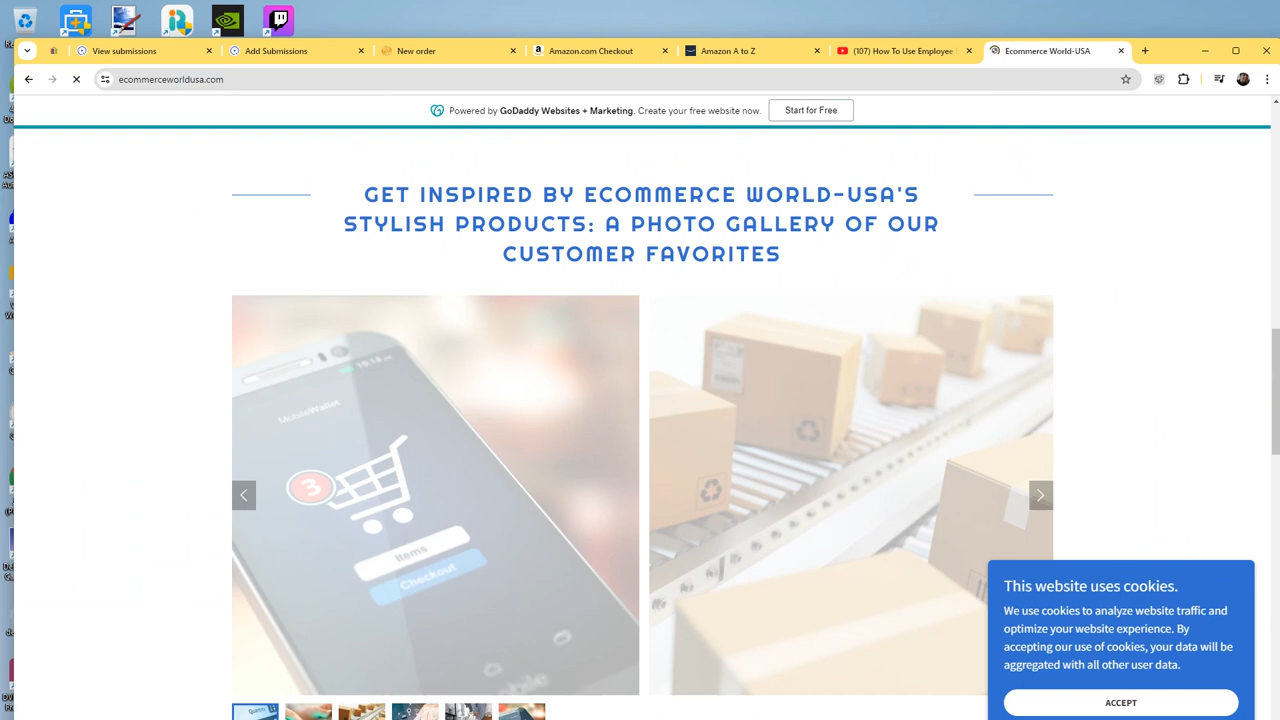 View submissions
Add Submissions
New order
Amazon.com Checkout
Amazon A to Z
(107) How To Use Employee
Ecommerce World-USA
ecommerceworldusa.com
Powered by GoDaddy Websites + Marketing. Create your free website now.
Start for Free
GET INSPIRED BY ECOMMERCE WORLD-USA'S
STYLISH PRODUCTS: A PHOTO GALLERY OF OUR
CUSTOMER FAVORITES
MobileWallet
3
Items
Checkout
This website uses cookies.
We use cookies to analyze website traffic and
optimize your website experience. By
accepting our use of cookies, your data will be
aggregated with all other user data.
ACCEPT